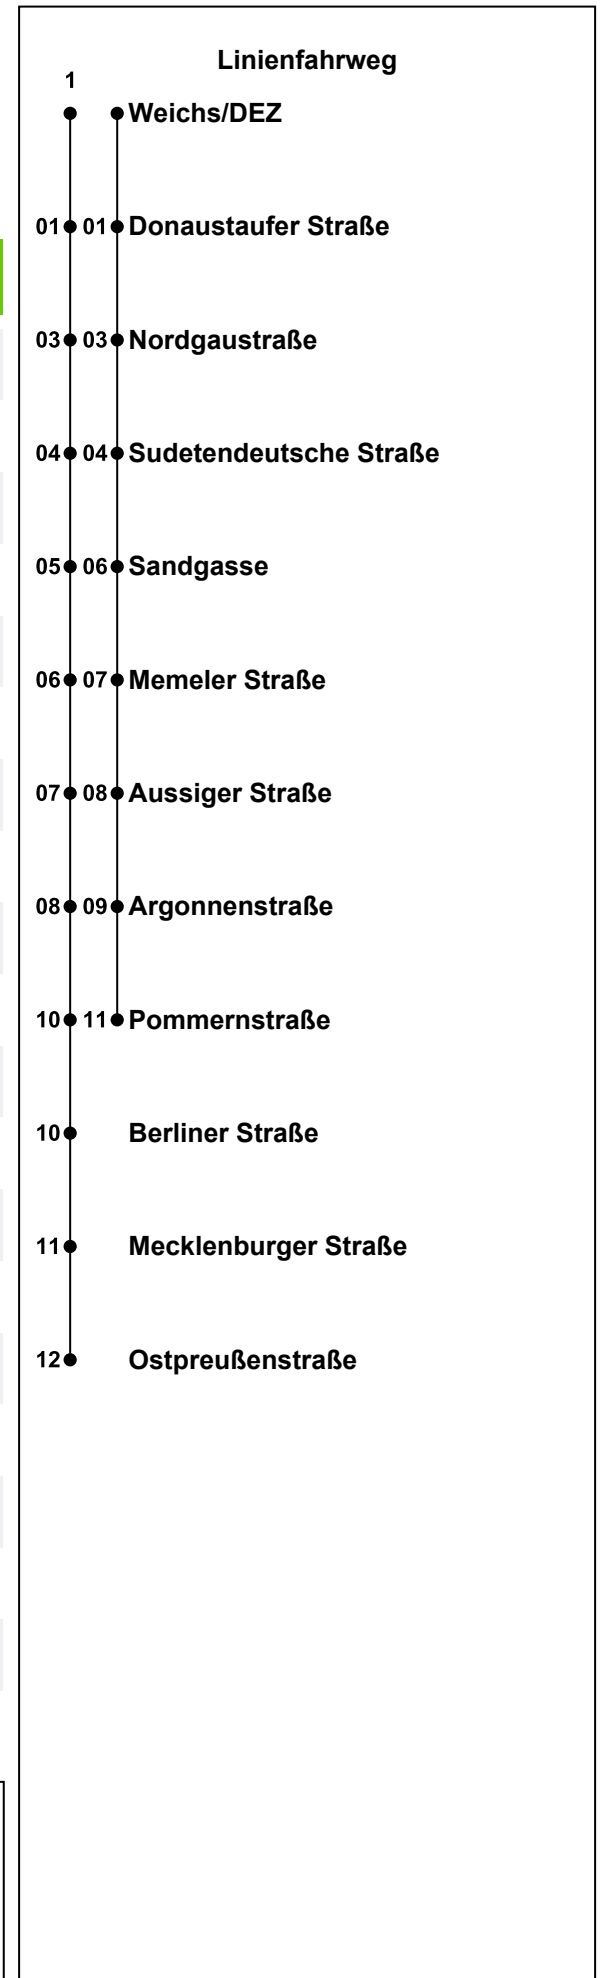 Linienfahrweg
1
Weichs/DEZ
01 01 Donaustaufer Straße
03 03 Nordgaustraße
04 04 Sudetendeutsche Straße
05 06 Sandgasse
06 07 Memeler Straße
07 08 Aussiger Straße
08 09 Argonnenstraße
10 11 Pommernstraße
10 Berliner Straße
11 Mecklenburger Straße
12 Ostpreußenstraße